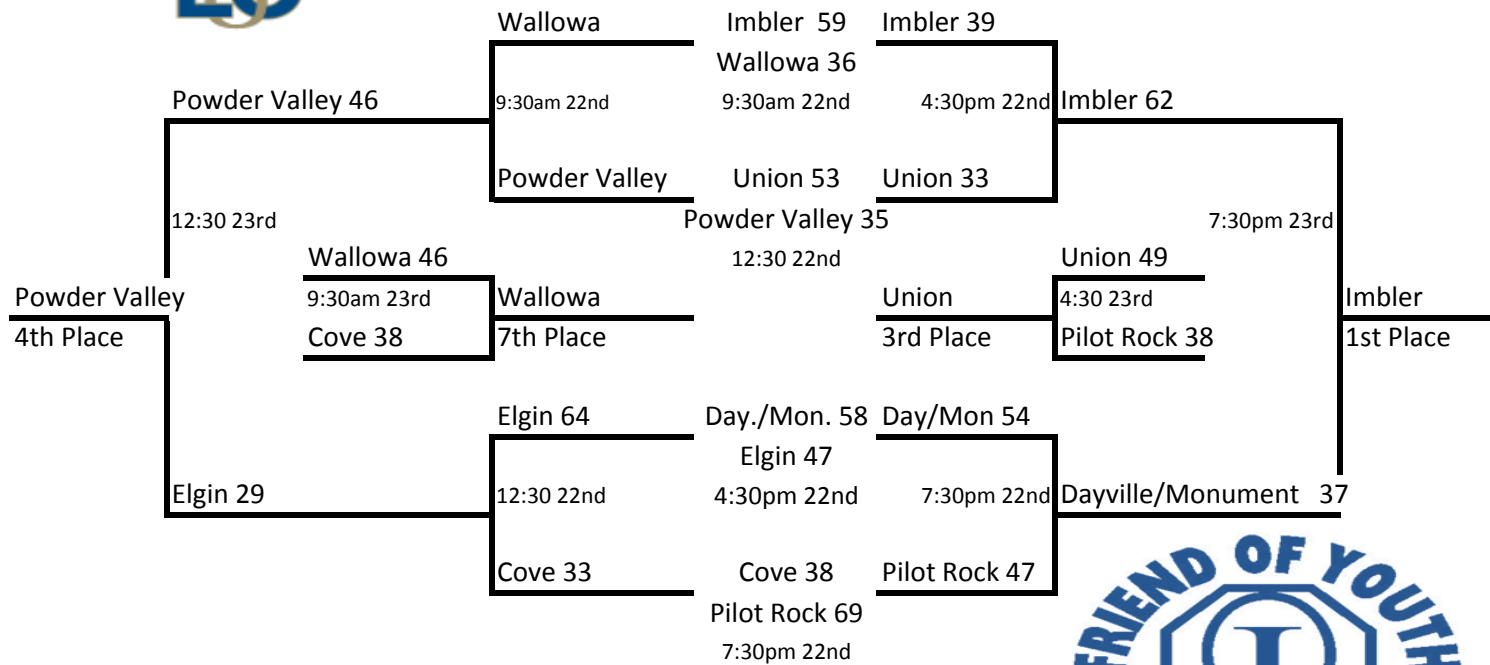 Wallowa Imbler 59 Imbler 39
Wallowa 36
Powder Valley 46 9:30am 22nd 9:30am 22nd 4:30pm 22nd Imbler 62
Powder Valley Union 53 Union 33
12:30 23rd Powder Valley 35 7:30pm 23rd
Wallowa 46 12:30 22nd Union 49
Powder Valley 9:30am 23rd Wallowa Union 4:30 23rd Imbler
4th Place Cove 38 7th Place 3rd Place Pilot Rock 38 1st Place
Elgin 64 Day./Mon. 58 Day/Mon 54
Elgin 47
Elgin 29 12:30 22nd 4:30pm 22nd 7:30pm 22nd Dayville/Monument 37
Cove 33 Cove 38 Pilot Rock 47
Pilot Rock 69
7:30pm 22nd
FRIEND OF YOUTH